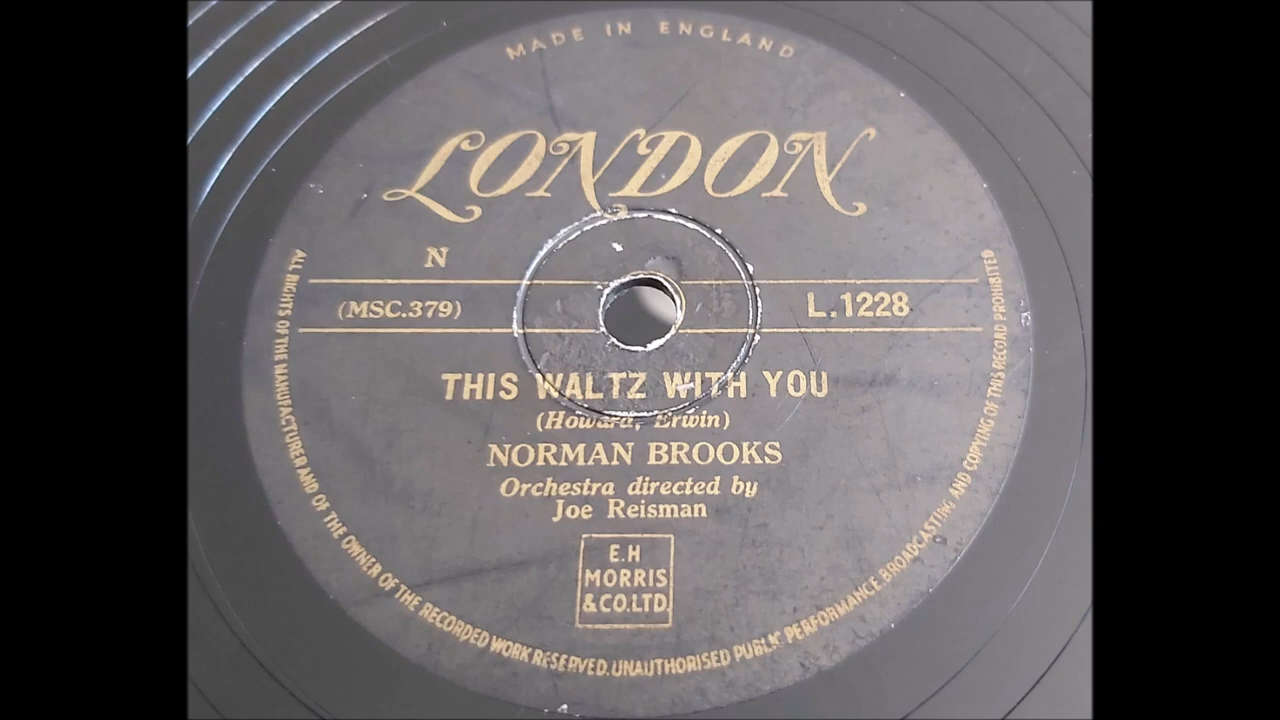 MADE IN ENGLAND
LONDON
N
(MSC.379)
L.1228
THIS WALTZ WITH YOU
(Howard, Erwin)
NORMAN BROOKS
Orchestra directed by
Joe Reisman
E.H
MORRIS
& CO.LTD.
ALL RIGHTS OF THE MANUFACTURER AND OF THE OWNER OF THE RECORDED WORK RESERVED. UNAUTHORISED PUBLIC PERFORMANCE BROADCASTING AND COPYING OF THIS RECORD PROHIBITED